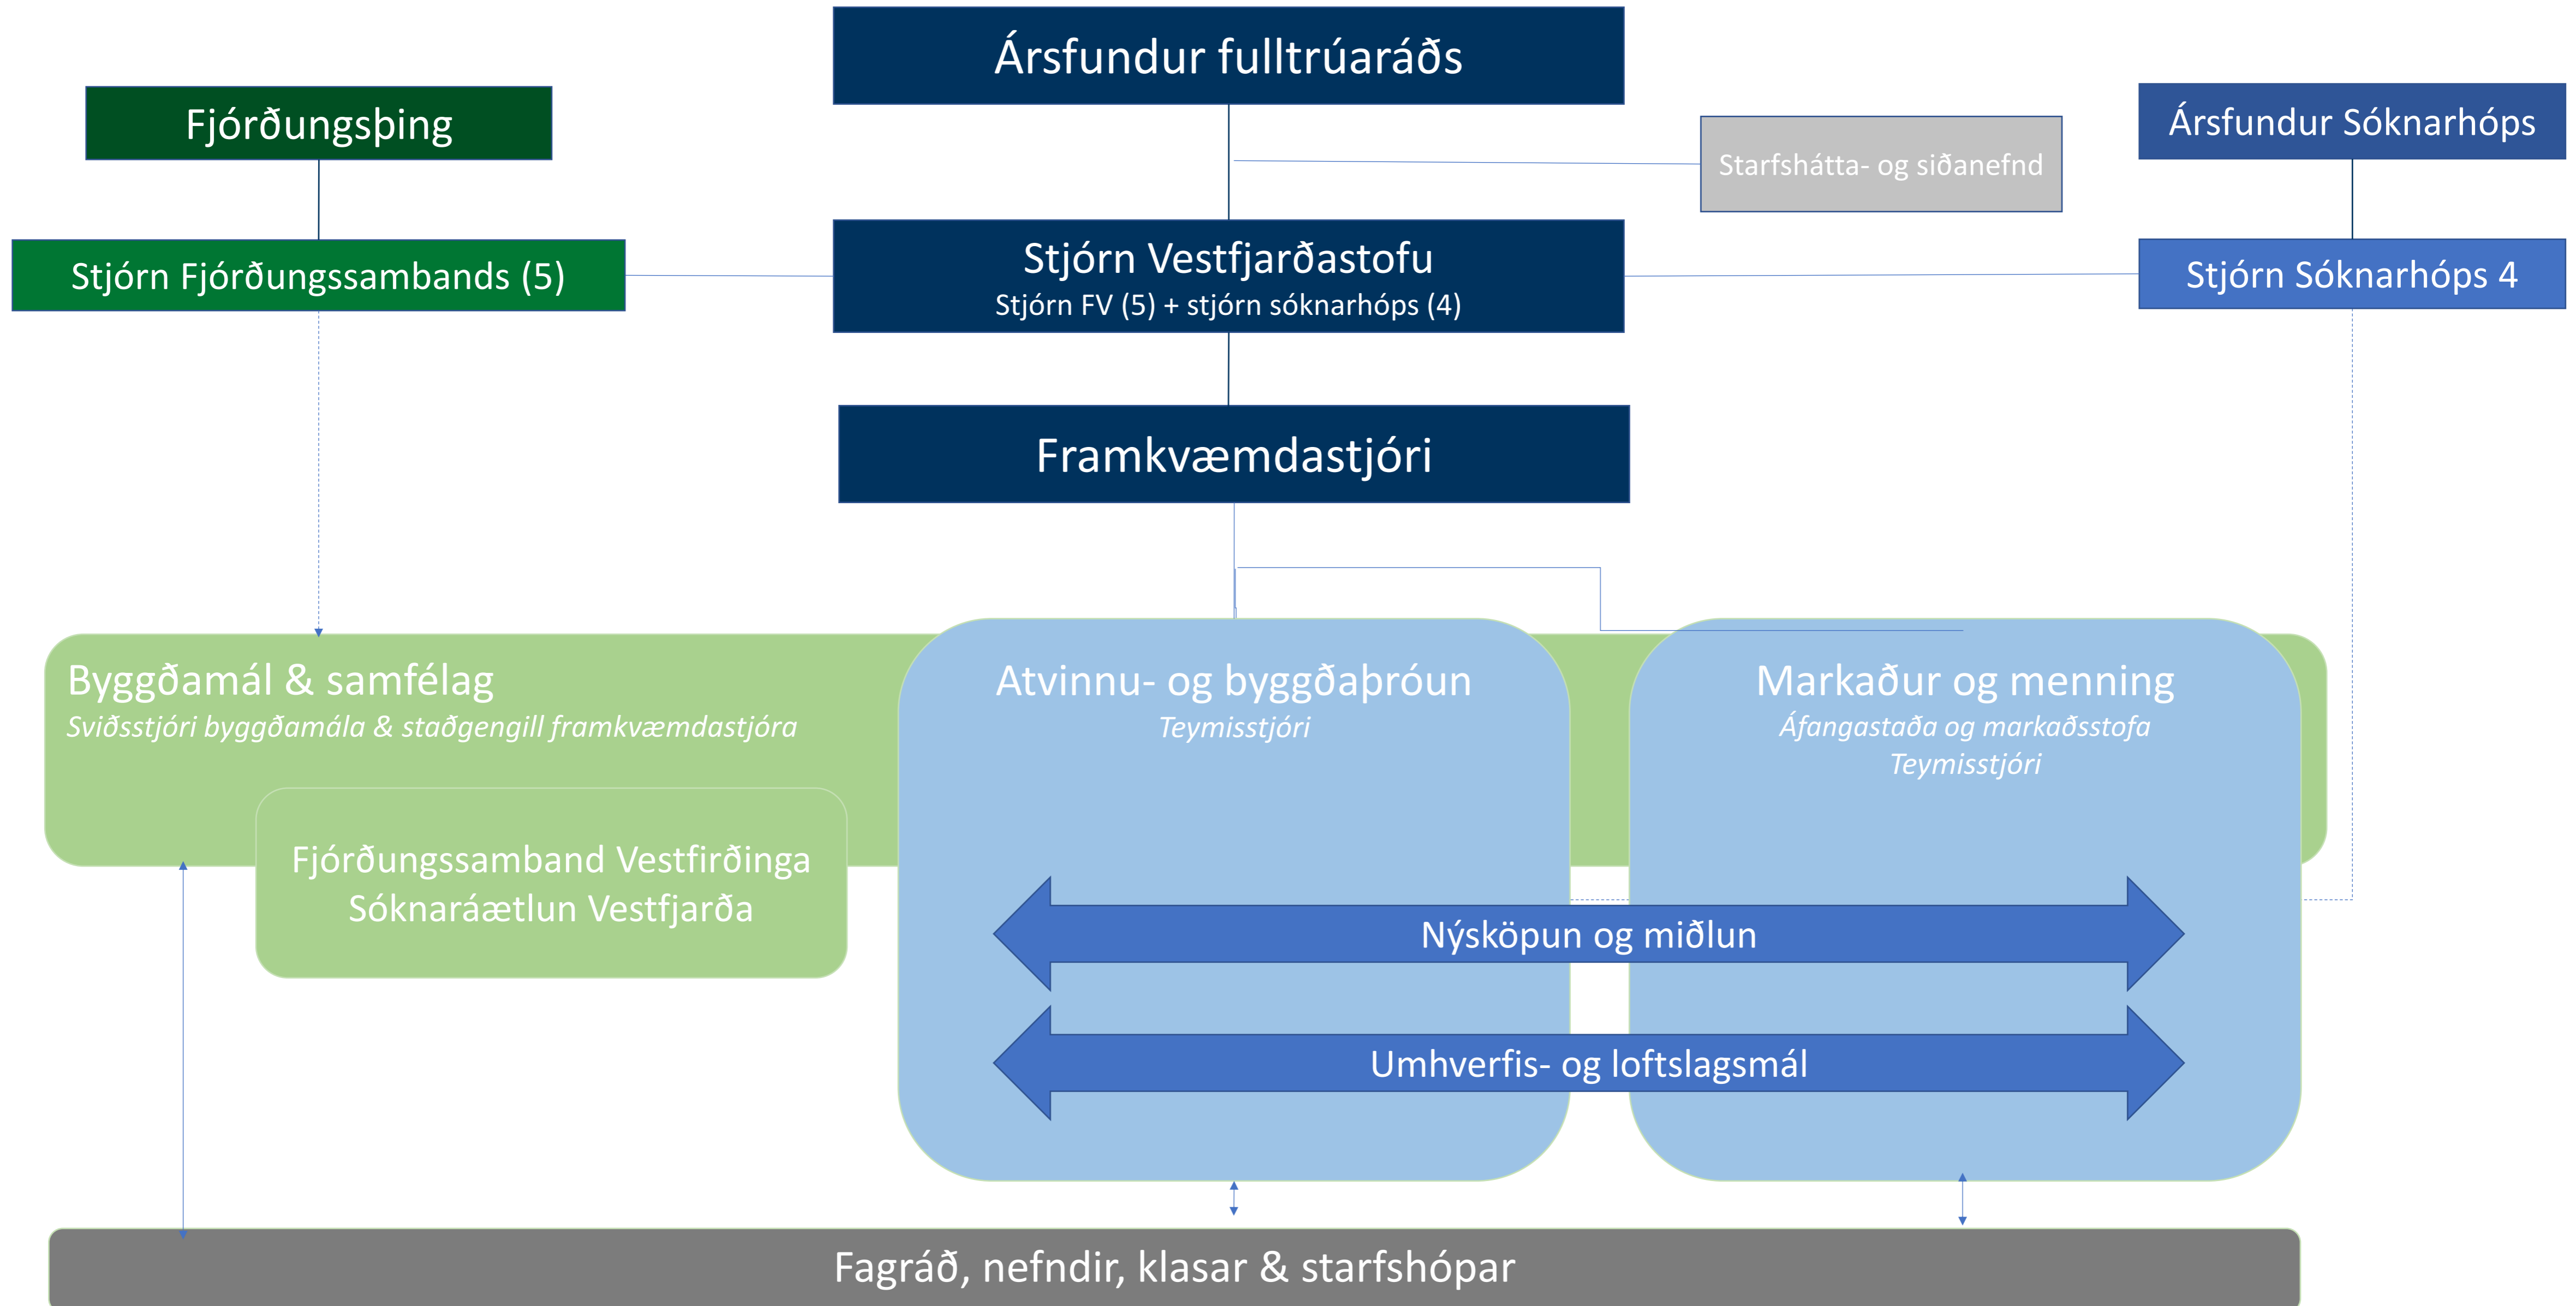 Ársfundur fulltrúaráðs
Fjórðungsþing
Ársfundur Sóknarhóps
Starfshátta- og siðanefnd
Stjórn Fjórðungssambands (5)
Stjórn Vestfjarðastofu
Stjórn FV (5) + stjórn sóknarhóps (4)
Stjórn Sóknarhóps 4
Framkvæmdastjóri
Byggðamál & samfélag
Sviðsstjóri byggðamála & staðgengill framkvæmdastjóra
Atvinnu- og byggðaþróun
Teymisstjóri
Markaður og menning
Áfangastaða og markaðsstofa
Teymisstjóri
Fjórðungssamband Vestfirðinga
Sóknaráætlun Vestfjarða
Nýsköpun og miðlun
Umhverfis- og loftslagsmál
Fagráð, nefndir, klasar & starfshópar